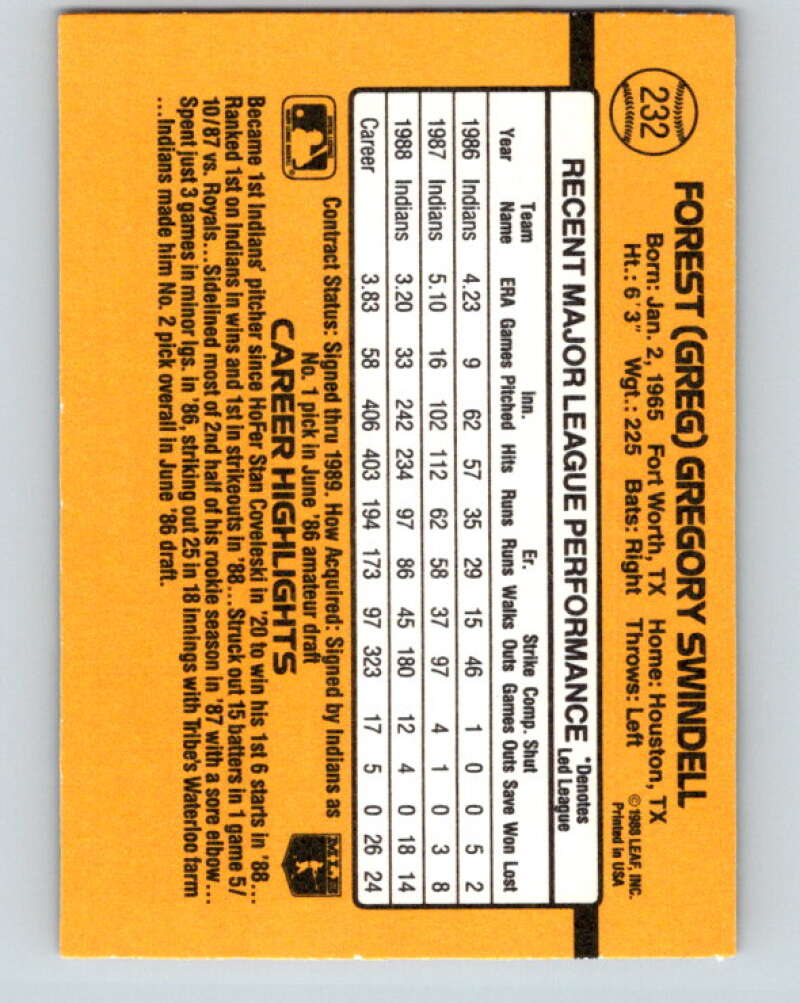 232
FOREST (GREG) GREGORY SWINDELL
Born: Jan. 2, 1965 Fort Worth, TX Home: Houston, TX
Ht.: 6'3" Wgt.: 225 Bats: Right Throws: Left
©1988 LEAF, INC.
Printed in USA
RECENT MAJOR LEAGUE PERFORMANCE
*Denotes
Led League
Team Inn. Er. Strike Comp. Shut
Year Name ERA Games Pitched Hits Runs Runs Walks Outs Games Outs Save Won Lost
1986 Indians 4.23 9 62 57 35 29 15 46 1 0 0 5 2
1987 Indians 5.10 16 102 112 62 58 37 97 4 1 0 3 8
1988 Indians 3.20 33 242 234 97 86 45 180 12 4 0 18 14
Career 3.83 58 406 403 194 173 97 323 17 5 0 26 24
Contract Status: Signed thru 1989. How Acquired: Signed by Indians as
No. 1 pick in June '86 amateur draft
MLB
CAREER HIGHLIGHTS
Became 1st Indians' pitcher since HoFer Stan Coveleski in '20 to win his 1st 6 starts in '88...
Ranked 1st on Indians in wins and 1st in strikeouts in '88...Struck out 15 batters in 1 game 5/
10/87 vs. Royals...Sidelined most of 2nd half of his rookie season in '87 with a sore elbow...
Spent just 3 games in minor lgs. in '86, striking out 25 in 18 innings with Tribe's Waterloo farm
...Indians made him No. 2 pick overall in June '86 draft.